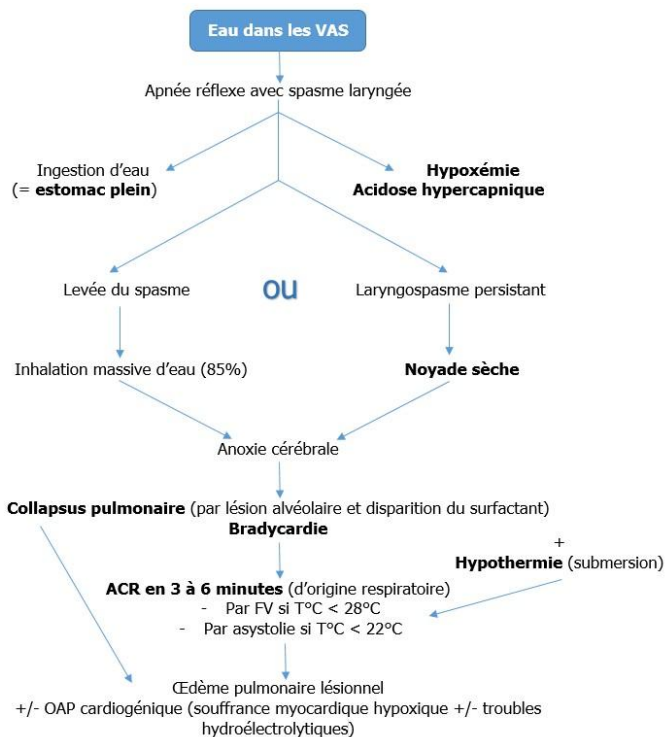 Eau dans les VAS
Apnée réflexe avec spasme laryngée
Ingestion d'eau
(= estomac plein)
Hypoxémie
Acidose hypercapnique
Levée du spasme
ou
Laryngospasme persistant
Inhalation massive d'eau (85%)
Noyade sèche
Anoxie cérébrale
Collapsus pulmonaire (par lésion alvéolaire et disparition du surfactant)
Bradycardie
+
Hypothermie (submersion)
ACR en 3 à 6 minutes (d'origine respiratoire)
- Par FV si T°C < 28°C
- Par asystolie si T°C < 22°C
Œdème pulmonaire lésionnel
+/- OAP cardiogénique (souffrance myocardique hypoxique +/- troubles
hydroélectrolytiques)